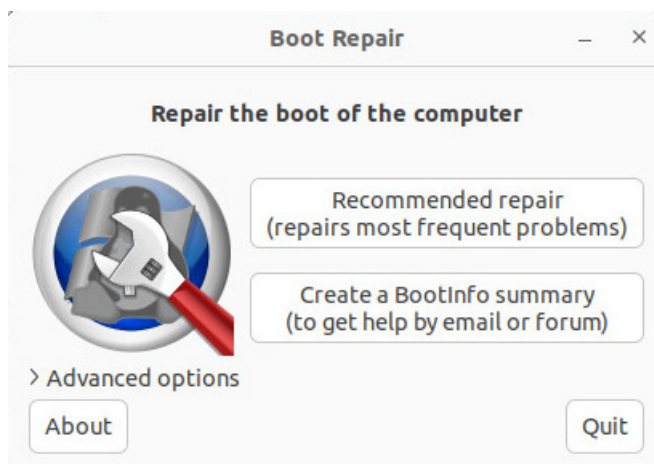 Boot Repair
Repair the boot of the computer
Recommended repair
(repairs most frequent problems)
Create a BootInfo summary
(to get help by email or forum)
Advanced options
About
Quit